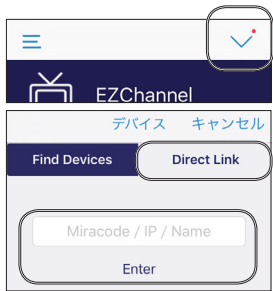 EZChannel
デバイス キャンセル
Find Devices Direct Link
Miracode / IP / Name
Enter